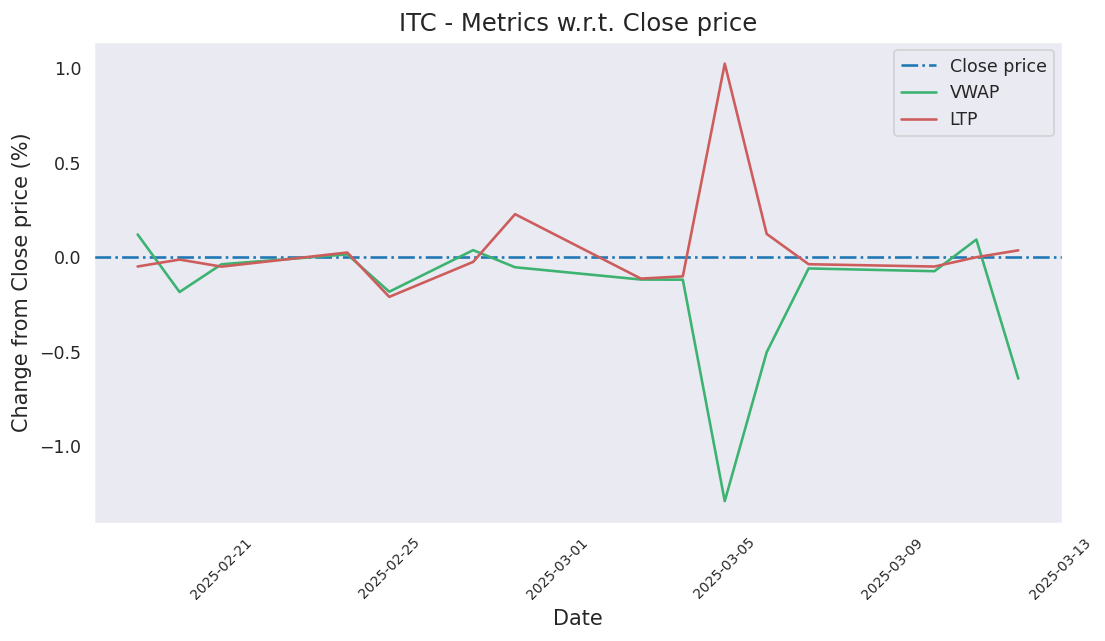 ITC - Metrics w.r.t. Close price
Close price
VWAP
LTP
Change from Close price (%)
1.0
0.5
0.0
−0.5
−1.0
2025-02-21
2025-02-25
2025-03-01
2025-03-05
2025-03-09
2025-03-13
Date